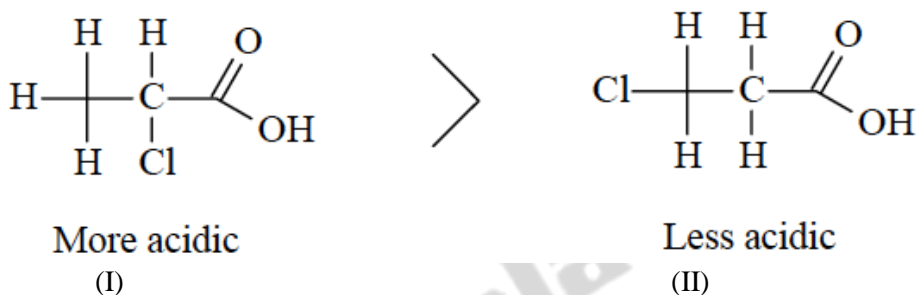 H H O
H C
OH
H Cl
>
H H O
Cl C
OH
H H
More acidic Less acidic
(I) (II)